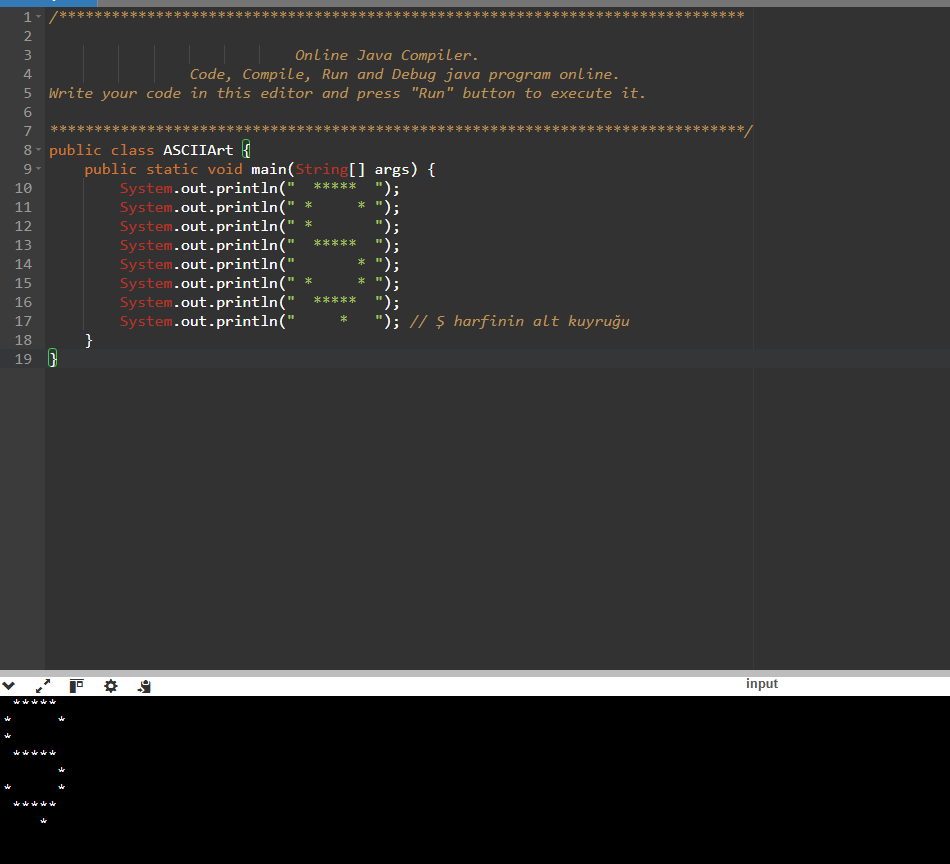 1 /******************************************************************************
2
3                             Online Java Compiler.
4                 Code, Compile, Run and Debug java program online.
5 Write your code in this editor and press "Run" button to execute it.
6
7 *******************************************************************************/
8 public class ASCIIArt {
9     public static void main(String[] args) {
10         System.out.println("  *****  ");
11         System.out.println(" *     * ");
12         System.out.println(" *       ");
13         System.out.println("  *****  ");
14         System.out.println("       * ");
15         System.out.println(" *     * ");
16         System.out.println("  *****  ");
17         System.out.println("     *   "); // Ş harfinin alt kuyruğu
18     }
19 }
input
  *****
 *     *
 *
  *****
       *
 *     *
  *****
     *